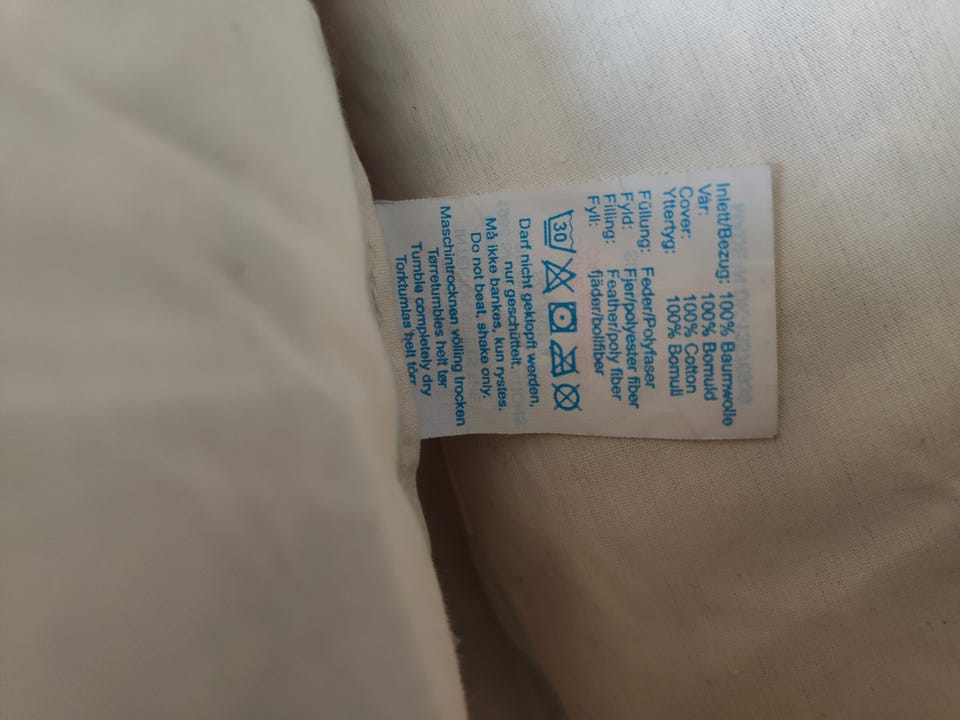 Inlett/Bezug: 100% Baumwolle
Vår: 100% Bomuld
Cover: 100% Cotton
Yttertyg: 100% Bomull
Füllung: Feder/Polyfaser
Fyld: Fjer/polyester fiber
Filling: Feather/poly fiber
Fyll: fjäder/bollfiber
30
Darf nicht geklopft werden,
nur geschüttelt.
Må ikke bankes, kun rystes.
Do not beat, shake only.
Maschintrocknen völling trocken
Tørretumbles helt tør
Tumble completely dry
Torktumlas helt torr